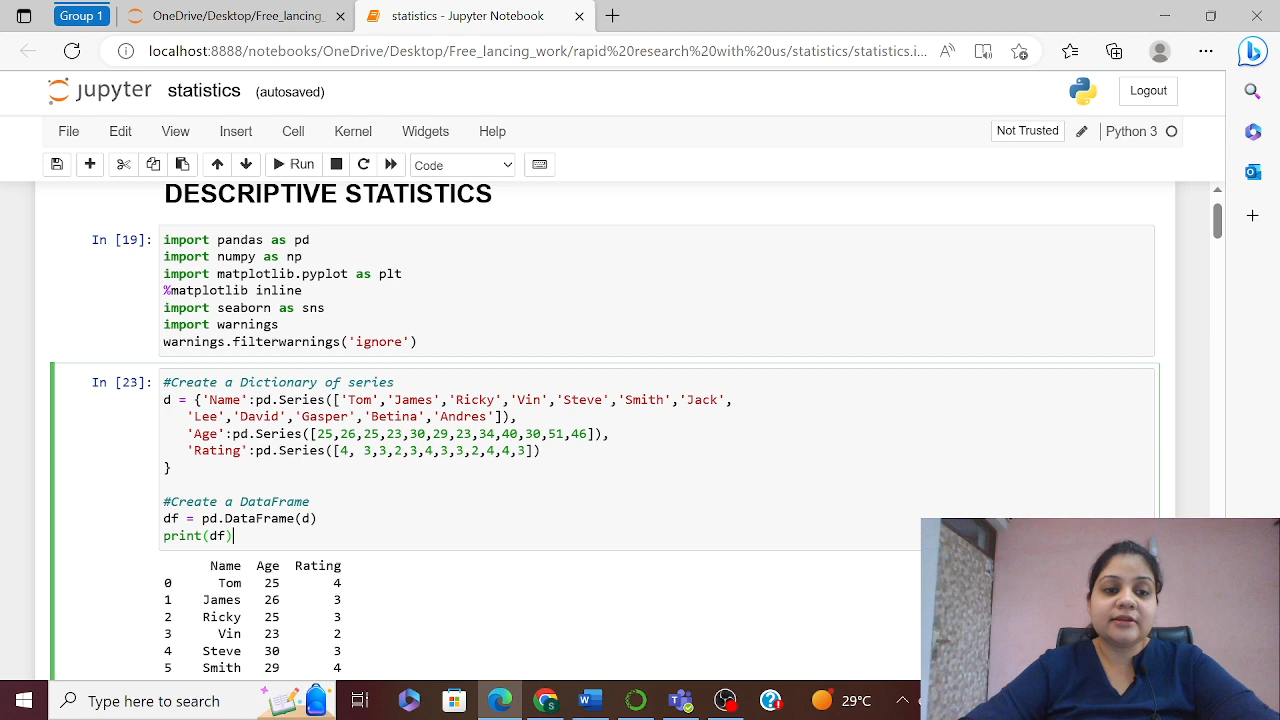 Group 1
OneDrive/Desktop/Free_lancing_
statistics - Jupyter Notebook
localhost:8888/notebooks/OneDrive/Desktop/Free_lancing_work/rapid%20research%20with%20us/statistics/statistics.i...
jupyter statistics (autosaved)
Logout
File Edit View Insert Cell Kernel Widgets Help
Not Trusted
Python 3
Run
Code
DESCRIPTIVE STATISTICS
In [19]:
import pandas as pd
import numpy as np
import matplotlib.pyplot as plt
%matplotlib inline
import seaborn as sns
import warnings
warnings.filterwarnings('ignore')
In [23]:
#Create a Dictionary of series
d = {'Name':pd.Series(['Tom','James','Ricky','Vin','Steve','Smith','Jack',
'Lee','David','Gasper','Betina','Andres']),
'Age':pd.Series([25,26,25,23,30,29,23,34,40,30,51,46]),
'Rating':pd.Series([4, 3,3,2,3,4,3,3,2,4,4,3])
}
#Create a DataFrame
df = pd.DataFrame(d)
print(df)
Name Age Rating
0 Tom 25 4
1 James 26 3
2 Ricky 25 3
3 Vin 23 2
4 Steve 30 3
5 Smith 29 4
Type here to search
29°C